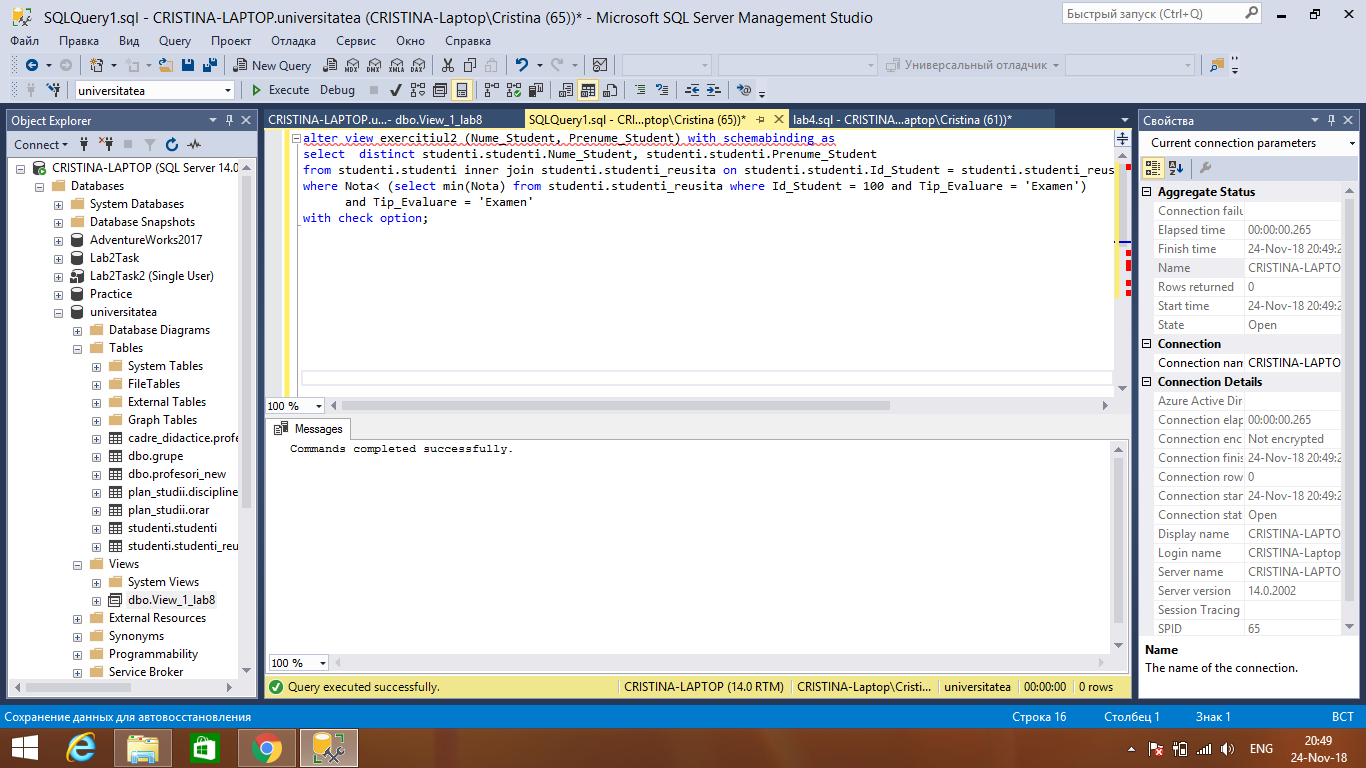 SQLQuery1.sql - CRISTINA-LAPTOP.universitatea (CRISTINA-Laptop\Cristina (65))* - Microsoft SQL Server Management Studio
Быстрый запуск (Ctrl+Q)
Файл Правка Вид Query Проект Отладка Сервис Окно Справка
New Query MDX DMX XMLA DAX Универсальный отладчик
universitatea Execute Debug
Object Explorer
Connect
CRISTINA-LAPTOP (SQL Server 14.0
Databases
System Databases
Database Snapshots
AdventureWorks2017
Lab2Task
Lab2Task2 (Single User)
Practice
universitatea
Database Diagrams
Tables
System Tables
FileTables
External Tables
Graph Tables
cadre_didactice.profe
dbo.grupe
dbo.profesori_new
plan_studii.discipline
plan_studii.orar
studenti.studenti
studenti.studenti_reu
Views
System Views
dbo.View_1_lab8
External Resources
Synonyms
Programmability
Service Broker
CRISTINA-LAPTOP.u...- dbo.View_1_lab8 SQLQuery1.sql - CRI...ptop\Cristina (65))* lab4.sql - CRISTINA...aptop\Cristina (61))*
alter view exercitiul2 (Nume_Student, Prenume_Student) with schemabinding as
select  distinct studenti.studenti.Nume_Student, studenti.studenti.Prenume_Student
from studenti.studenti inner join studenti.studenti_reusita on studenti.studenti.Id_Student = studenti.studenti_reus
where Nota< (select min(Nota) from studenti.studenti_reusita where Id_Student = 100 and Tip_Evaluare = 'Examen')
and Tip_Evaluare = 'Examen'
with check option;
100 %
Messages
Commands completed successfully.
100 %
Query executed successfully. CRISTINA-LAPTOP (14.0 RTM) CRISTINA-Laptop\Cristi... universitatea 00:00:00 0 rows
Свойства
Current connection parameters
Aggregate Status
Connection failu
Elapsed time 00:00:00.265
Finish time 24-Nov-18 20:49:2
Name CRISTINA-LAPTO
Rows returned 0
Start time 24-Nov-18 20:49:2
State Open
Connection
Connection nam CRISTINA-LAPTO
Connection Details
Azure Active Dir
Connection elap 00:00:00.265
Connection enc Not encrypted
Connection finis 24-Nov-18 20:49:2
Connection row 0
Connection star 24-Nov-18 20:49:2
Connection stat Open
Display name CRISTINA-LAPTO
Login name CRISTINA-Laptop
Server name CRISTINA-LAPTO
Server version 14.0.2002
Session Tracing
SPID 65
Name
The name of the connection.
Сохранение данных для автовосстановления Строка 16 Столбец 1 Знак 1 ВСТ
ENG 20:49
24-Nov-18